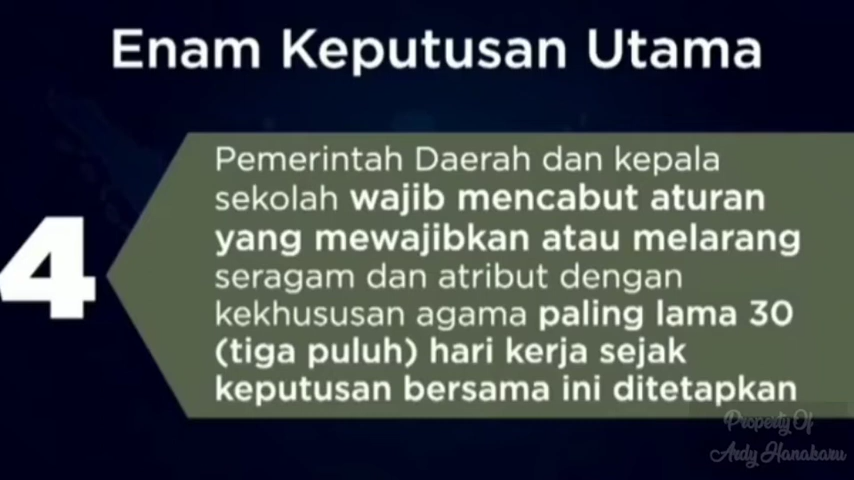 Enam Keputusan Utama
4
Pemerintah Daerah dan kepala
sekolah wajib mencabut aturan
yang mewajibkan atau melarang
seragam dan atribut dengan
kekhususan agama paling lama 30
(tiga puluh) hari kerja sejak
keputusan bersama ini ditetapkan
Property Of
Ardy Hanakaru